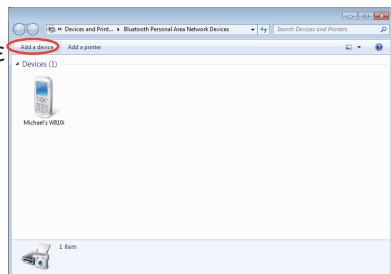 « Devices and Print... ▸ Bluetooth Personal Area Network Devices
Search Devices and Printers
Add a device
Add a printer
Devices (1)
Michael's W810i
1 item